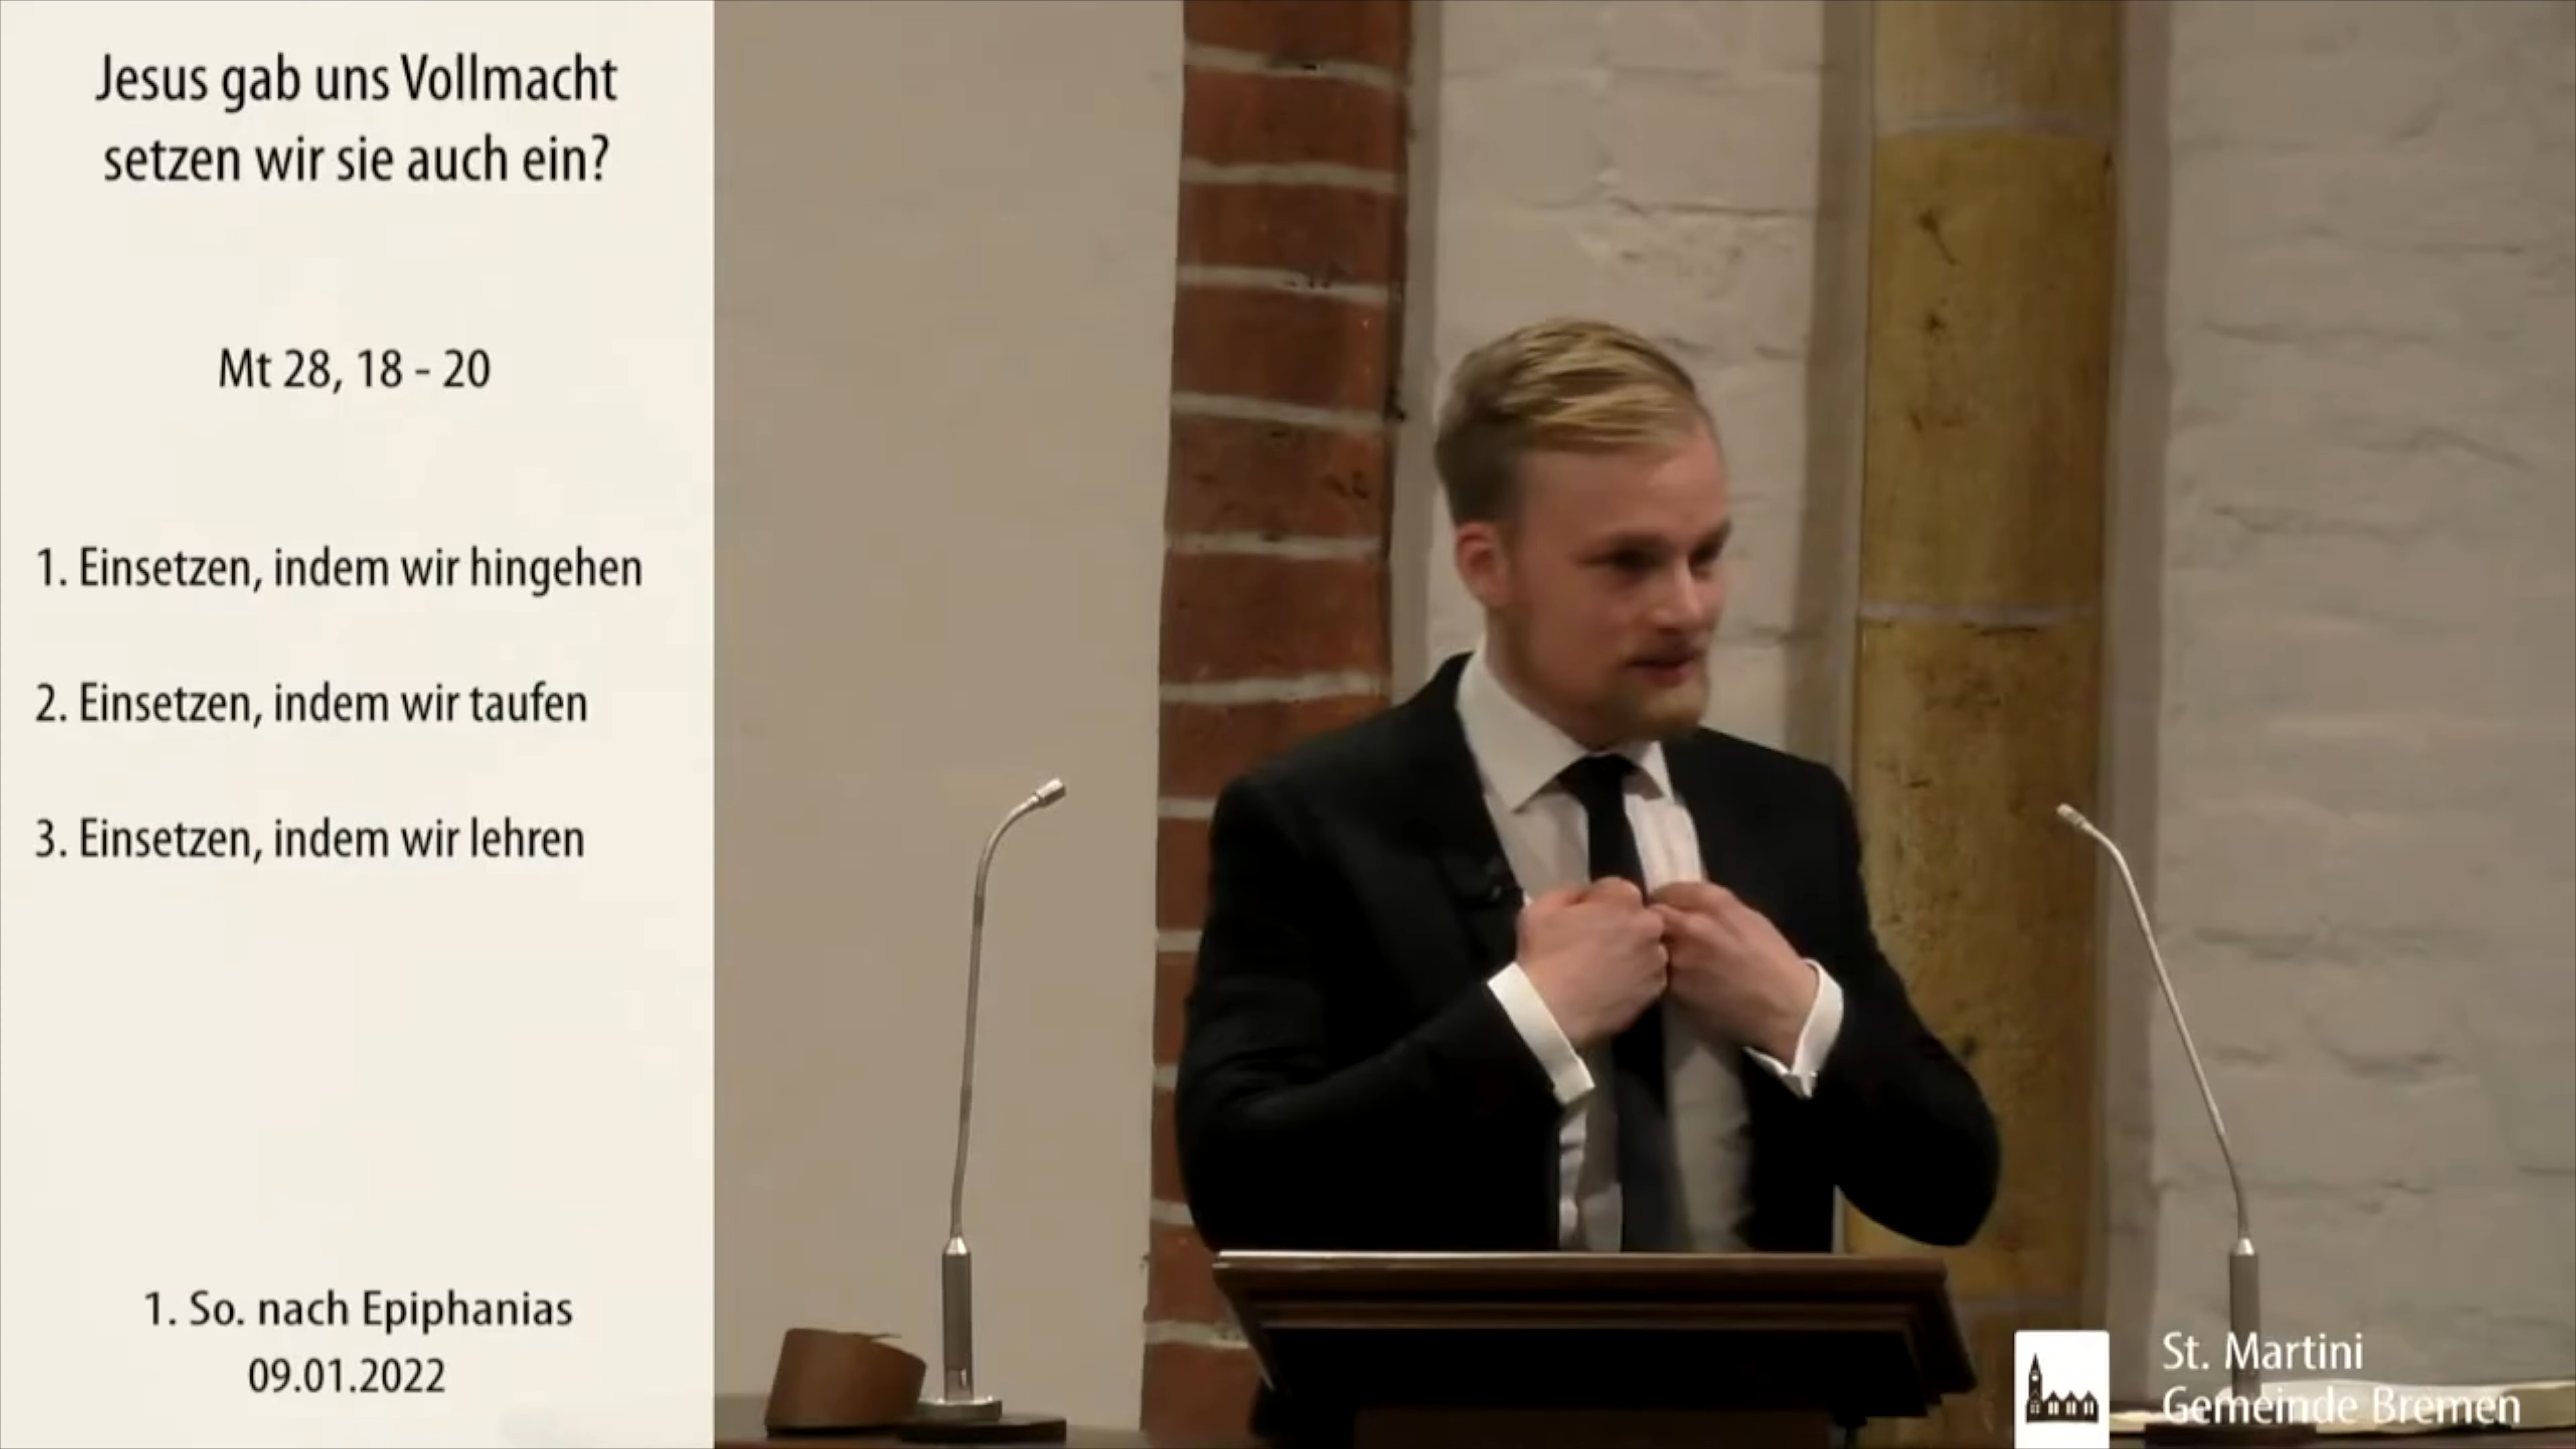 Jesus gab uns Vollmacht
setzen wir sie auch ein?
Mt 28, 18 - 20
1. Einsetzen, indem wir hingehen
2. Einsetzen, indem wir taufen
3. Einsetzen, indem wir lehren
1. So. nach Epiphanias
09.01.2022
St. Martini
Gemeinde Bremen